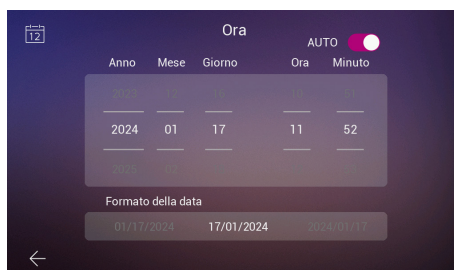 12
Ora
AUTO
Anno Mese Giorno Ora Minuto
2024 01 17 11 52
Formato della data
01/17/2024 17/01/2024 2024/01/17